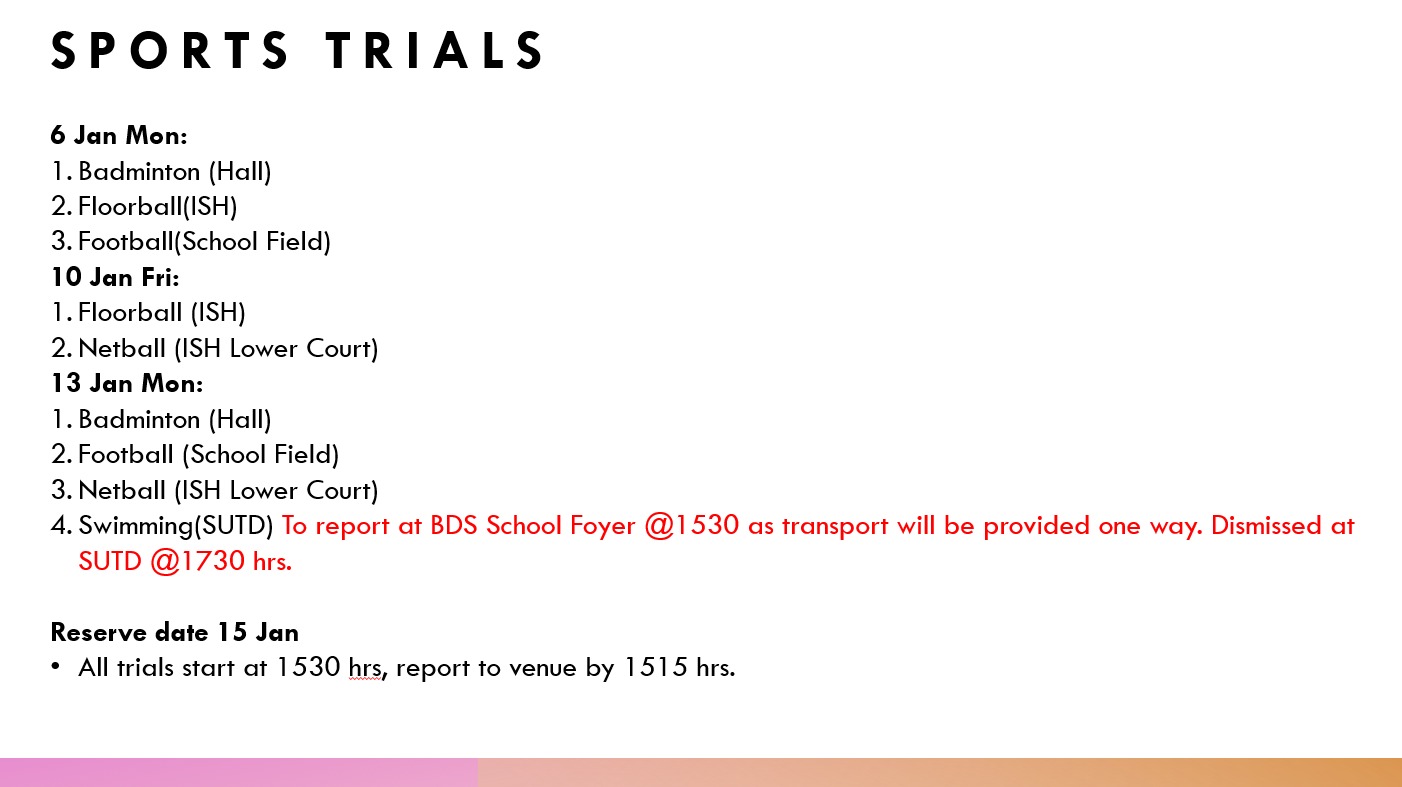 SPORTS TRIALS
6 Jan Mon:
1. Badminton (Hall)
2. Floorball(ISH)
3. Football(School Field)
10 Jan Fri:
1. Floorball (ISH)
2. Netball (ISH Lower Court)
13 Jan Mon:
1. Badminton (Hall)
2. Football (School Field)
3. Netball (ISH Lower Court)
4. Swimming(SUTD) To report at BDS School Foyer @1530 as transport will be provided one way. Dismissed at
SUTD @1730 hrs.
Reserve date 15 Jan
• All trials start at 1530 hrs, report to venue by 1515 hrs.